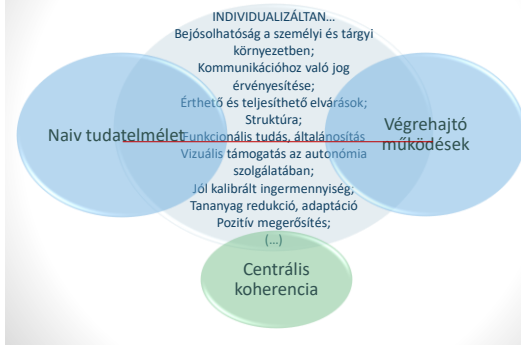 INDIVIDUALIZÁLTAN…
Bejósolhatóság a személyi és tárgyi
környezetben;
Kommunikációhoz való jog
érvényesítése;
Érthető és teljesíthető elvárások;
Struktúra;
Funkcionális tudás, általánosítás
Vizuális támogatás az autonómia
szolgálatában;
Jól kalibrált ingermennyiség;
Tananyag redukció, adaptáció
Pozitív megerősítés;
(…)
Naiv tudatelmélet
Végrehajtó
működések
Centrális
koherencia